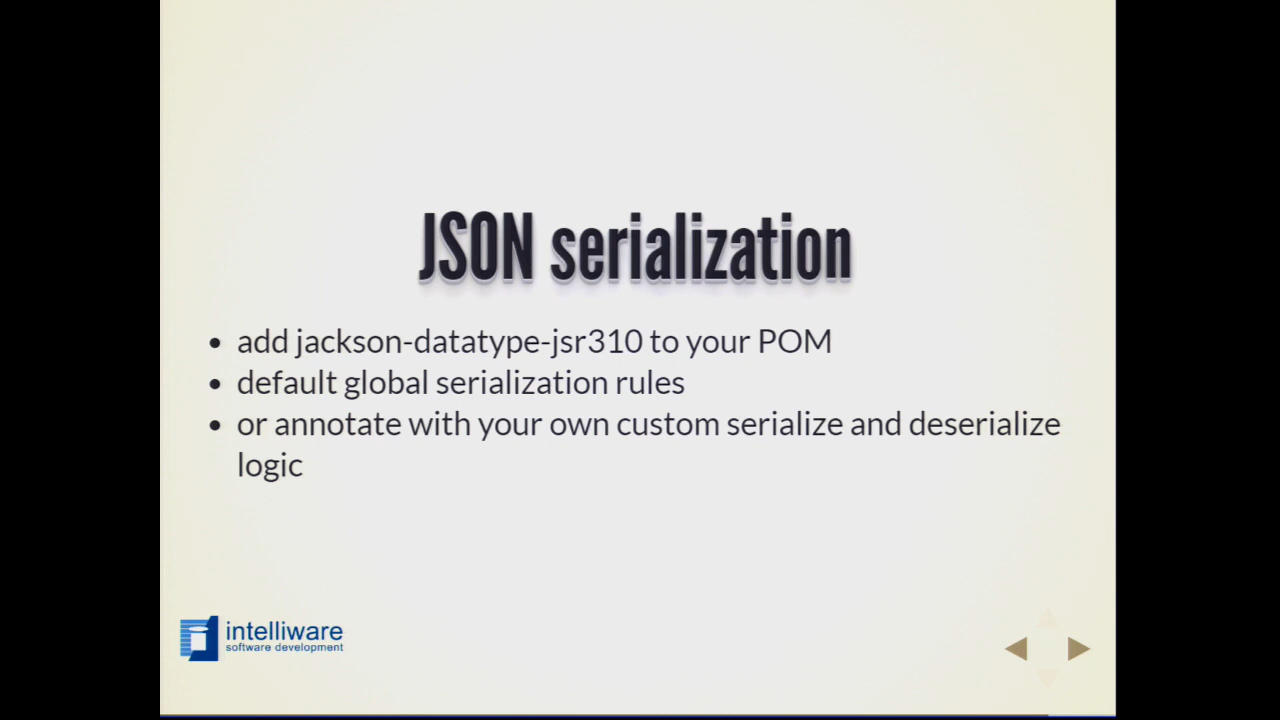 JSON serialization
• add jackson-datatype-jsr310 to your POM
• default global serialization rules
• or annotate with your own custom serialize and deserialize
logic
intelliware
software development